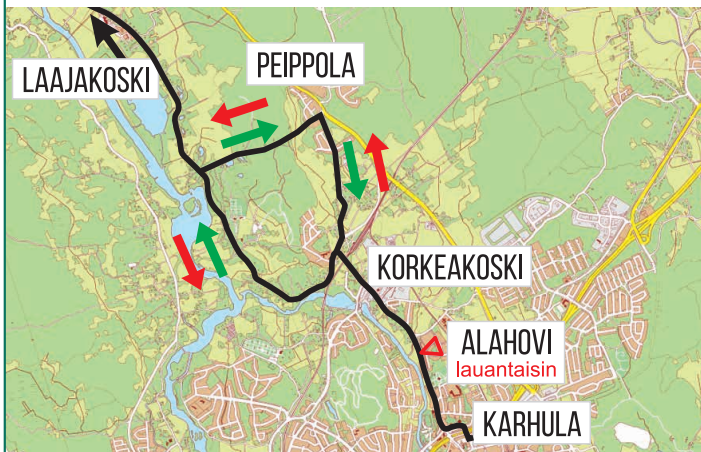 PEIPPOLA
LAAJAKOSKI
KORKEAKOSKI
ALAHOVI
lauantaisin
KARHULA